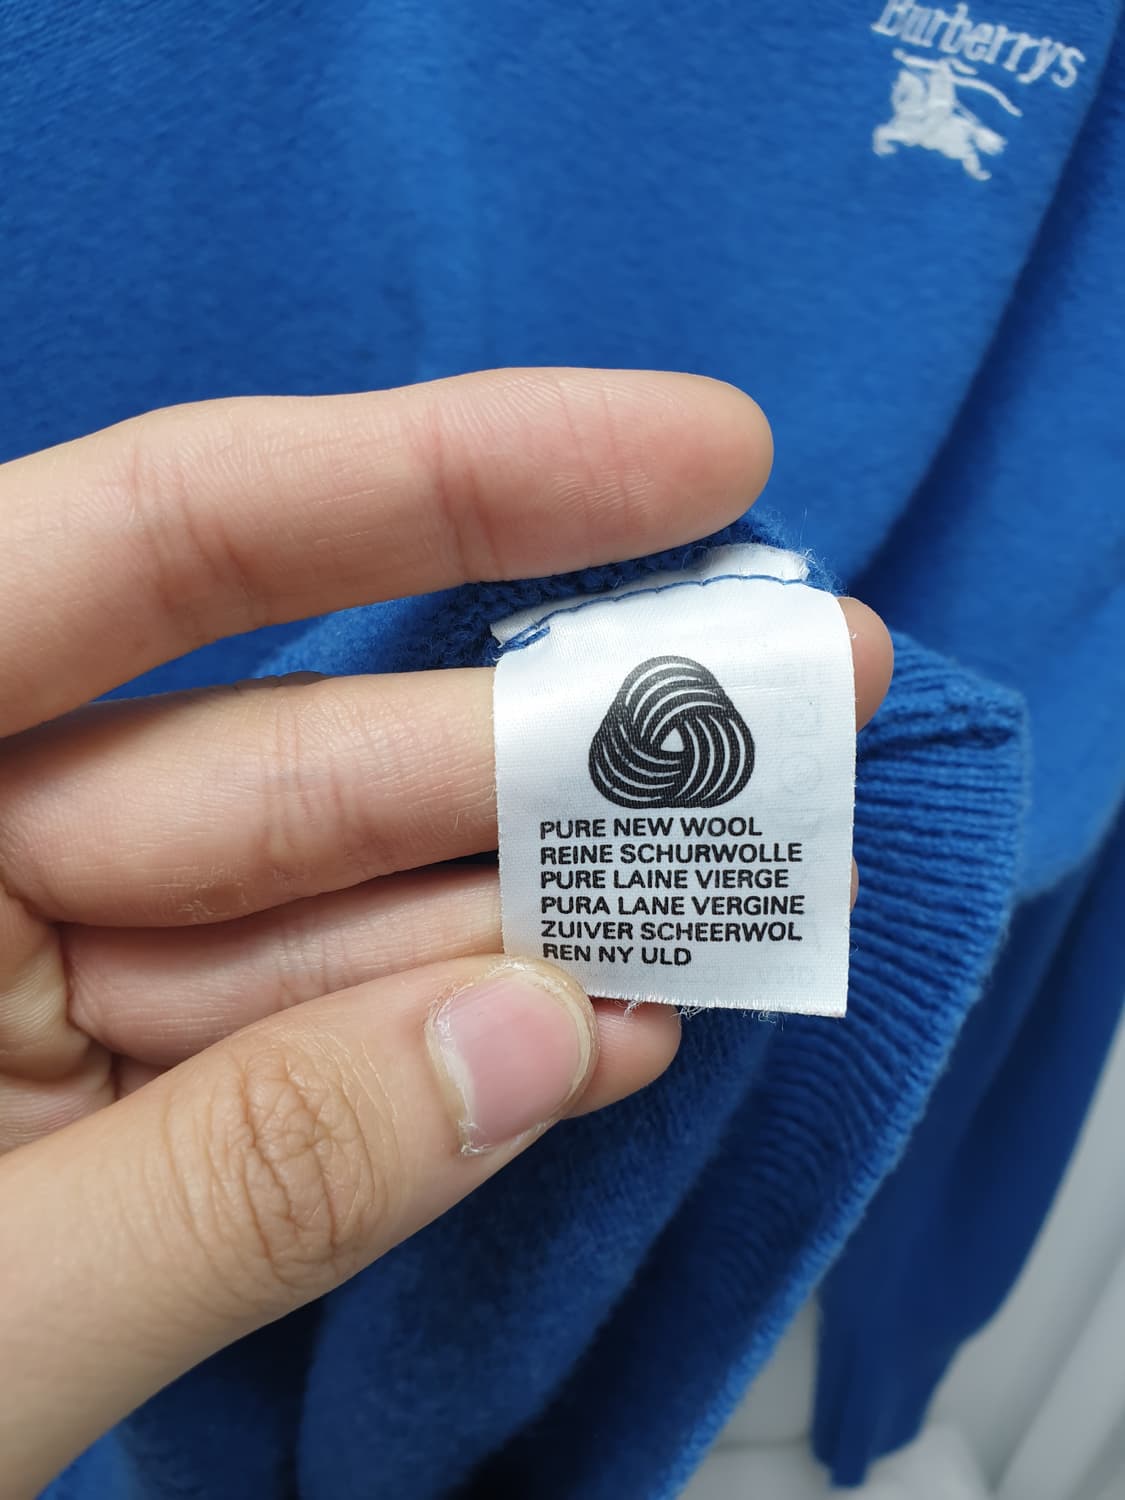 Burberrys
PURE NEW WOOL
REINE SCHURWOLLE
PURE LAINE VIERGE
PURA LANE VERGINE
ZUIVER SCHEERWOL
REN NY ULD